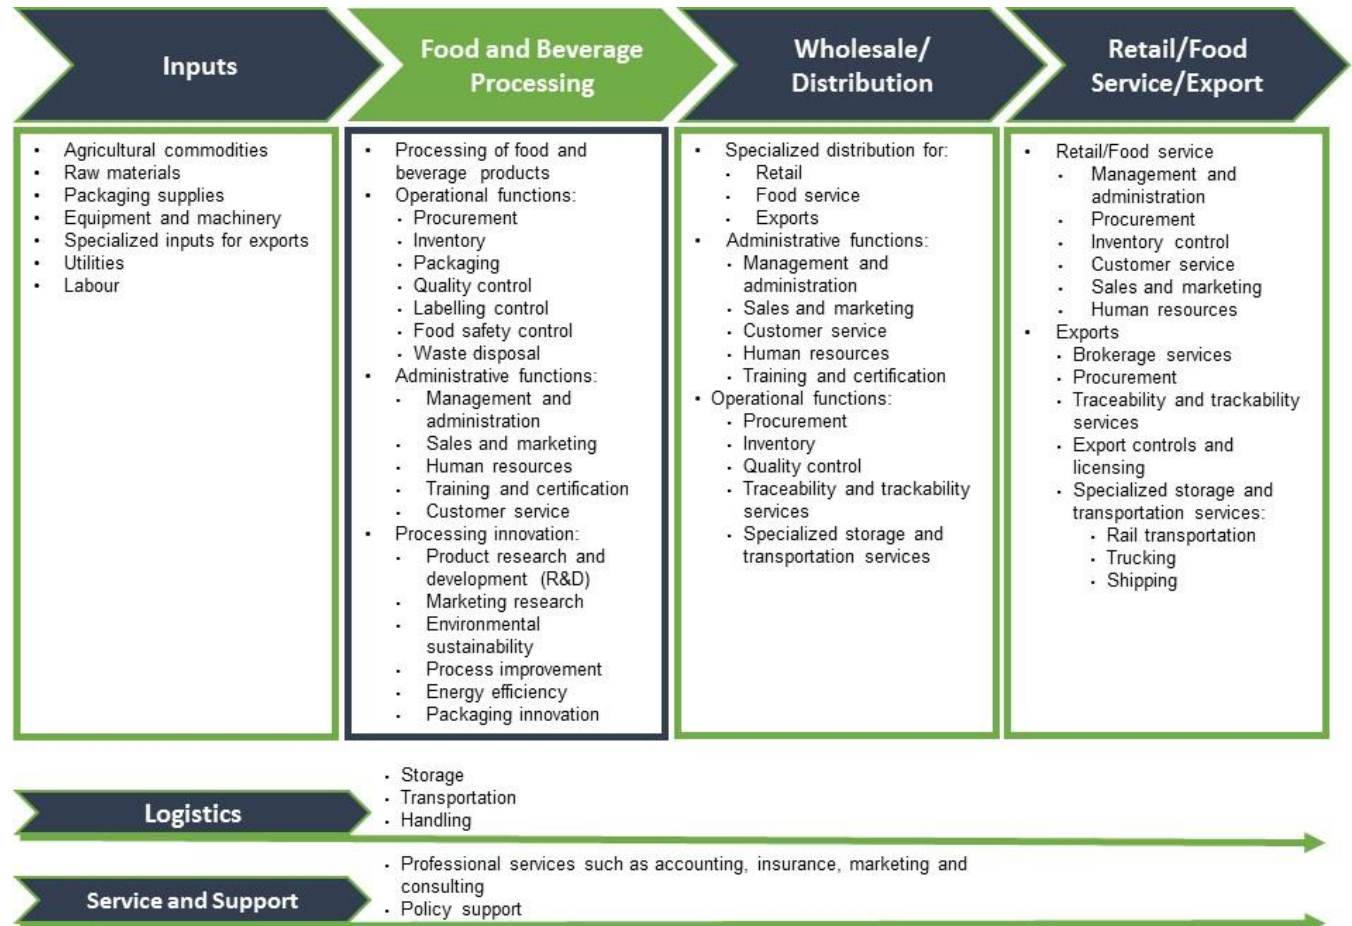 Inputs
Food and Beverage
Processing
Wholesale/
Distribution
Retail/Food
Service/Export
• Agricultural commodities
• Raw materials
• Packaging supplies
• Equipment and machinery
• Specialized inputs for exports
• Utilities
• Labour
• Processing of food and
beverage products
• Operational functions:
• Procurement
• Inventory
• Packaging
• Quality control
• Labelling control
• Food safety control
• Waste disposal
• Administrative functions:
• Management and
administration
• Sales and marketing
• Human resources
• Training and certification
• Customer service
• Processing innovation:
• Product research and
development (R&D)
• Marketing research
• Environmental
sustainability
• Process improvement
• Energy efficiency
• Packaging innovation
• Specialized distribution for:
• Retail
• Food service
• Exports
• Administrative functions:
• Management and
administration
• Sales and marketing
• Customer service
• Human resources
• Training and certification
• Operational functions:
• Procurement
• Inventory
• Quality control
• Traceability and trackability
services
• Specialized storage and
transportation services
• Retail/Food service
• Management and
administration
• Procurement
• Inventory control
• Customer service
• Sales and marketing
• Human resources
• Exports
• Brokerage services
• Procurement
• Traceability and trackability
services
• Export controls and
licensing
• Specialized storage and
transportation services:
• Rail transportation
• Trucking
• Shipping
Logistics
• Storage
• Transportation
• Handling
Service and Support
• Professional services such as accounting, insurance, marketing and
consulting
• Policy support